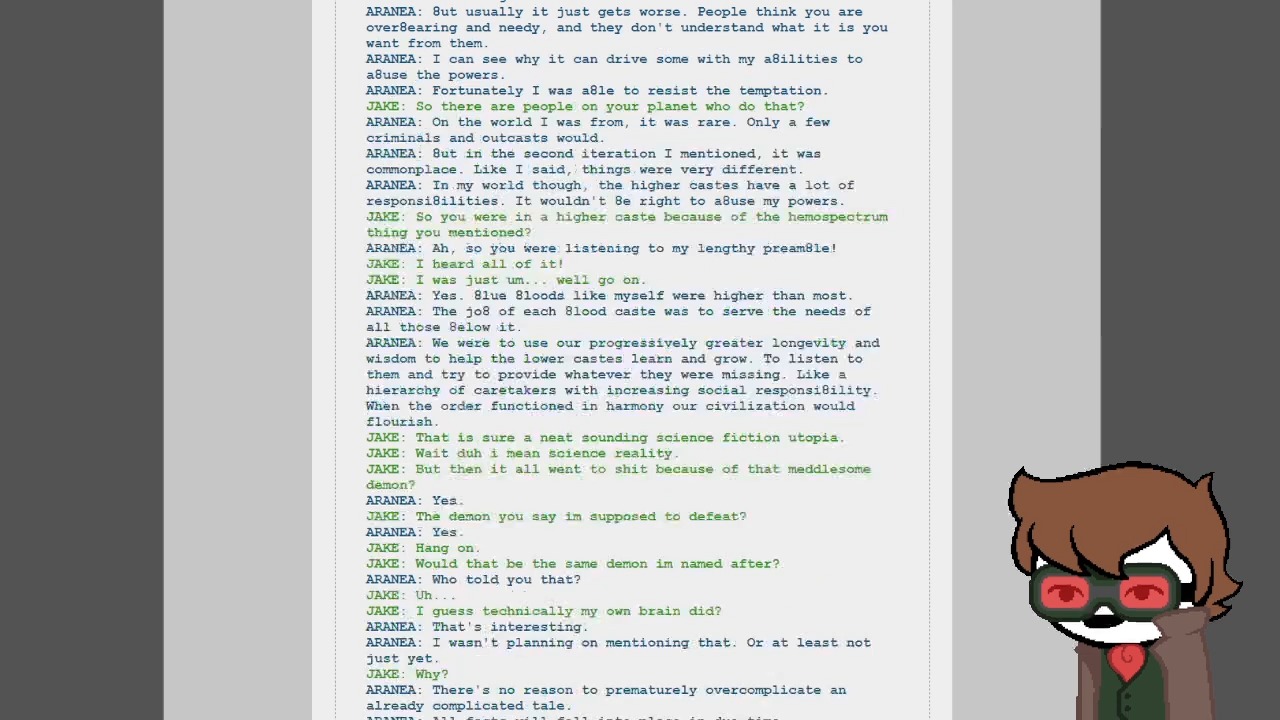 ARANEA: 8ut usually it just gets worse. People think you are
over8earing and needy, and they don't understand what it is you
want from them.
ARANEA: I can see why it can drive some with my a8ilities to
a8use the powers.
ARANEA: Fortunately I was a8le to resist the temptation.
JAKE: So there are people on your planet who do that?
ARANEA: On the world I was from, it was rare. Only a few
criminals and outcasts would.
ARANEA: 8ut in the second iteration I mentioned, it was
commonplace. Like I said, things were very different.
ARANEA: In my world though, the higher castes have a lot of
responsi8ilities. It wouldn't 8e right to a8use my powers.
JAKE: So you were in a higher caste because of the hemospectrum
thing you mentioned?
ARANEA: Ah, so you were listening to my lengthy pream8le!
JAKE: I heard all of it!
JAKE: I was just um... well go on.
ARANEA: Yes. 8lue 8loods like myself were higher than most.
ARANEA: The jo8 of each 8lood caste was to serve the needs of
all those 8elow it.
ARANEA: We were to use our progressively greater longevity and
wisdom to help the lower castes learn and grow. To listen to
them and try to provide whatever they were missing. Like a
hierarchy of caretakers with increasing social responsi8ility.
When the order functioned in harmony our civilization would
flourish.
JAKE: That is sure a neat sounding science fiction utopia.
JAKE: Wait duh i mean science reality.
JAKE: But then it all went to shit because of that meddlesome
demon?
ARANEA: Yes.
JAKE: The demon you say im supposed to defeat?
ARANEA: Yes.
JAKE: Hang on.
JAKE: Would that be the same demon im named after?
ARANEA: Who told you that?
JAKE: Uh...
JAKE: I guess technically my own brain did?
ARANEA: That's interesting.
ARANEA: I wasn't planning on mentioning that. Or at least not
just yet.
JAKE: Why?
ARANEA: There's no reason to prematurely overcomplicate an
already complicated tale.